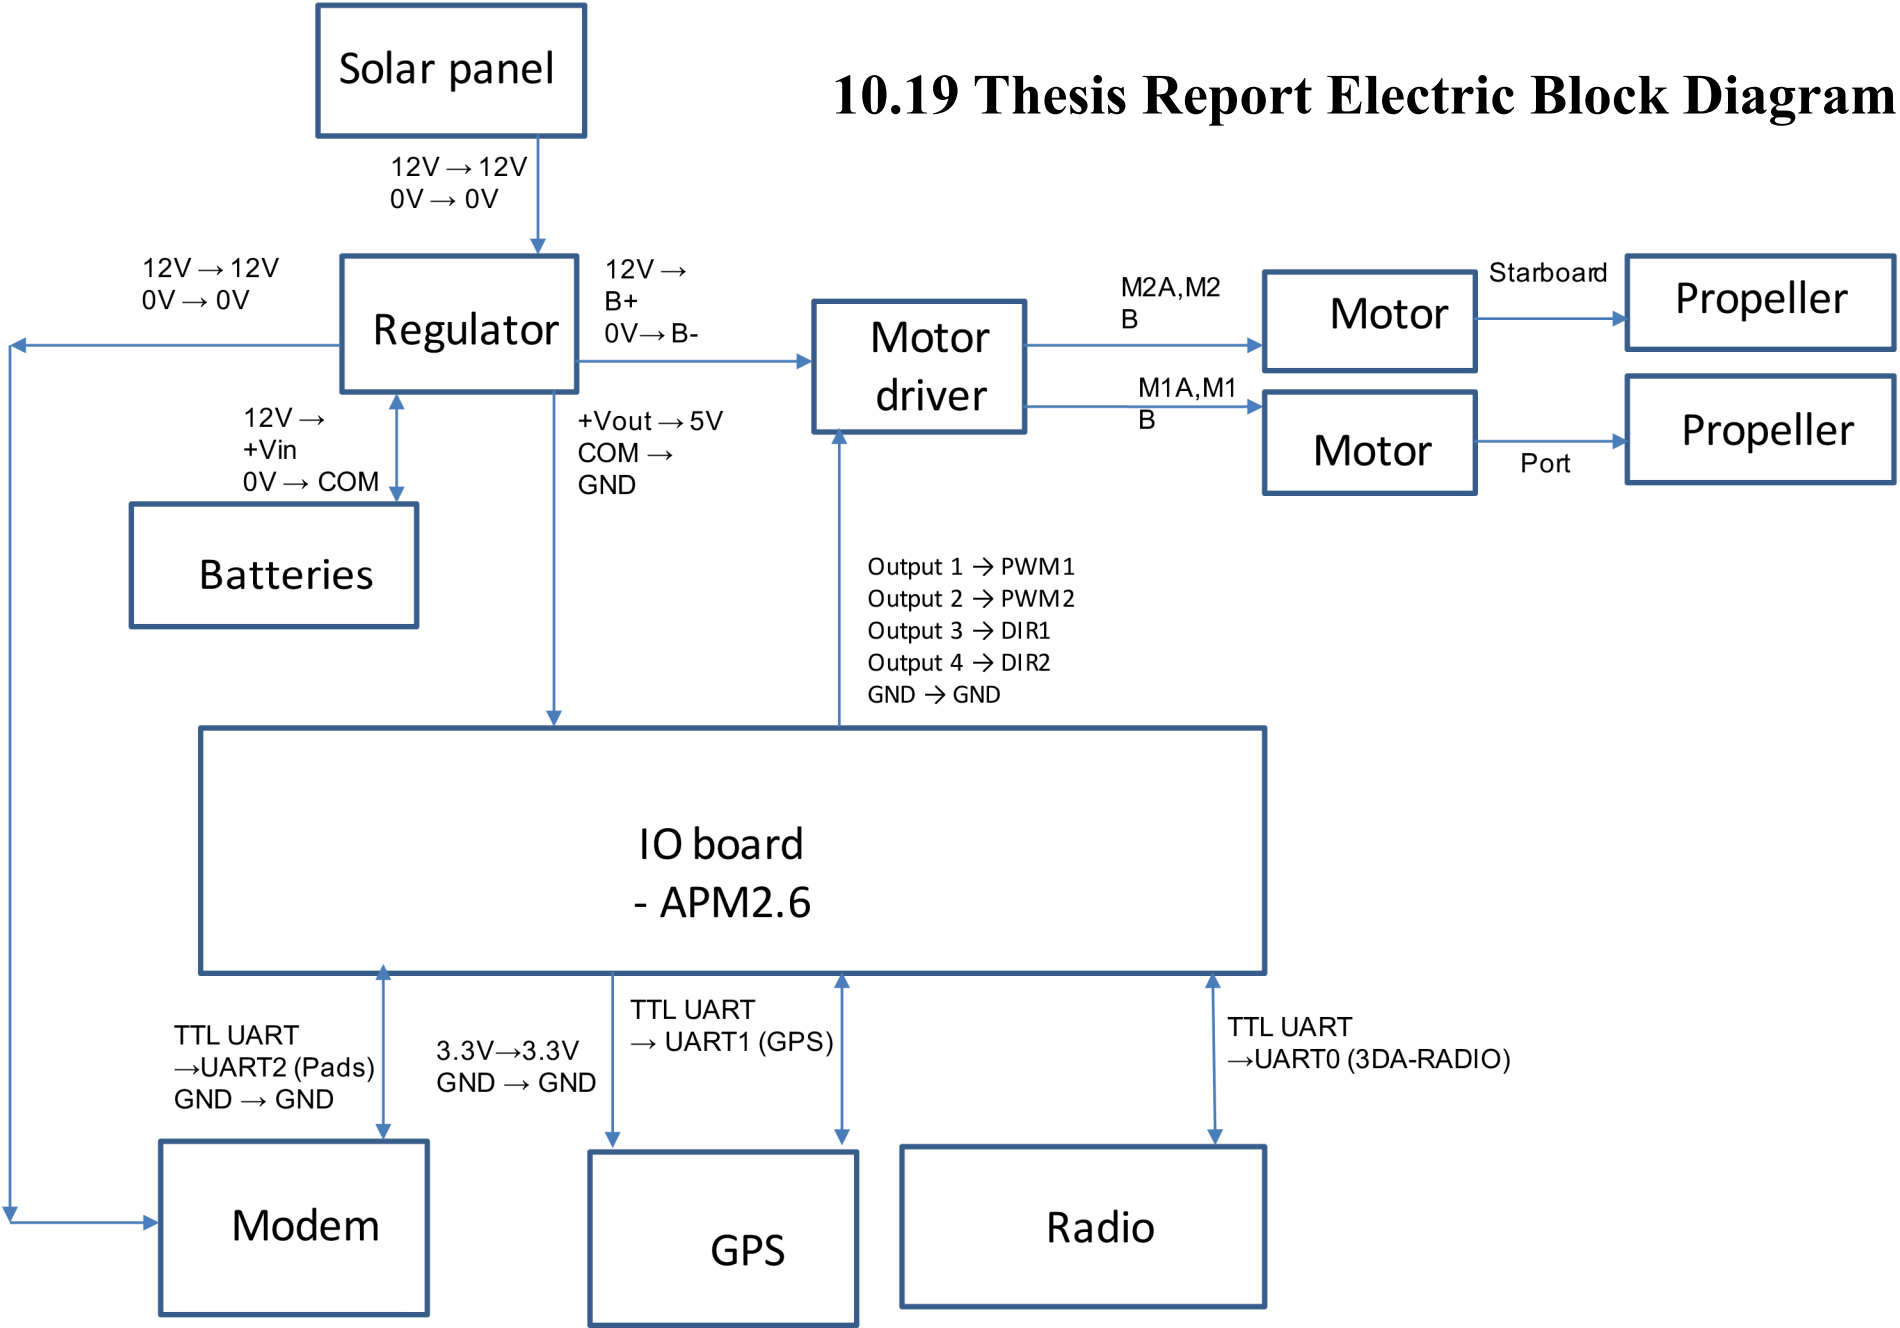 Solar panel
10.19 Thesis Report Electric Block Diagram
12V → 12V
0V → 0V
12V → 12V
0V → 0V
Regulator
12V →
B+
0V → B-
Motor
driver
M2A,M2
B
Motor
Starboard
Propeller
M1A,M1
B
Motor
Port
Propeller
12V →
+Vin
0V → COM
+Vout → 5V
COM →
GND
Batteries
Output 1 → PWM1
Output 2 → PWM2
Output 3 → DIR1
Output 4 → DIR2
GND → GND
IO board
- APM2.6
TTL UART
→UART2 (Pads)
GND → GND
3.3V→3.3V
GND → GND
TTL UART
→ UART1 (GPS)
TTL UART
→UART0 (3DA-RADIO)
Modem
GPS
Radio